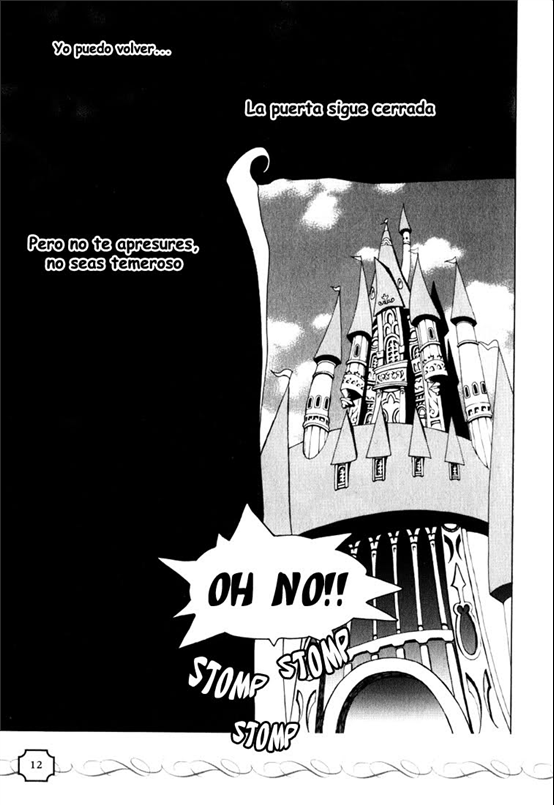 Yo puedo volver...
La puerta sigue cerrada
Pero no te apresures,
no seas temeroso
OH NO!!
STOMP
STOMP
STOMP
12